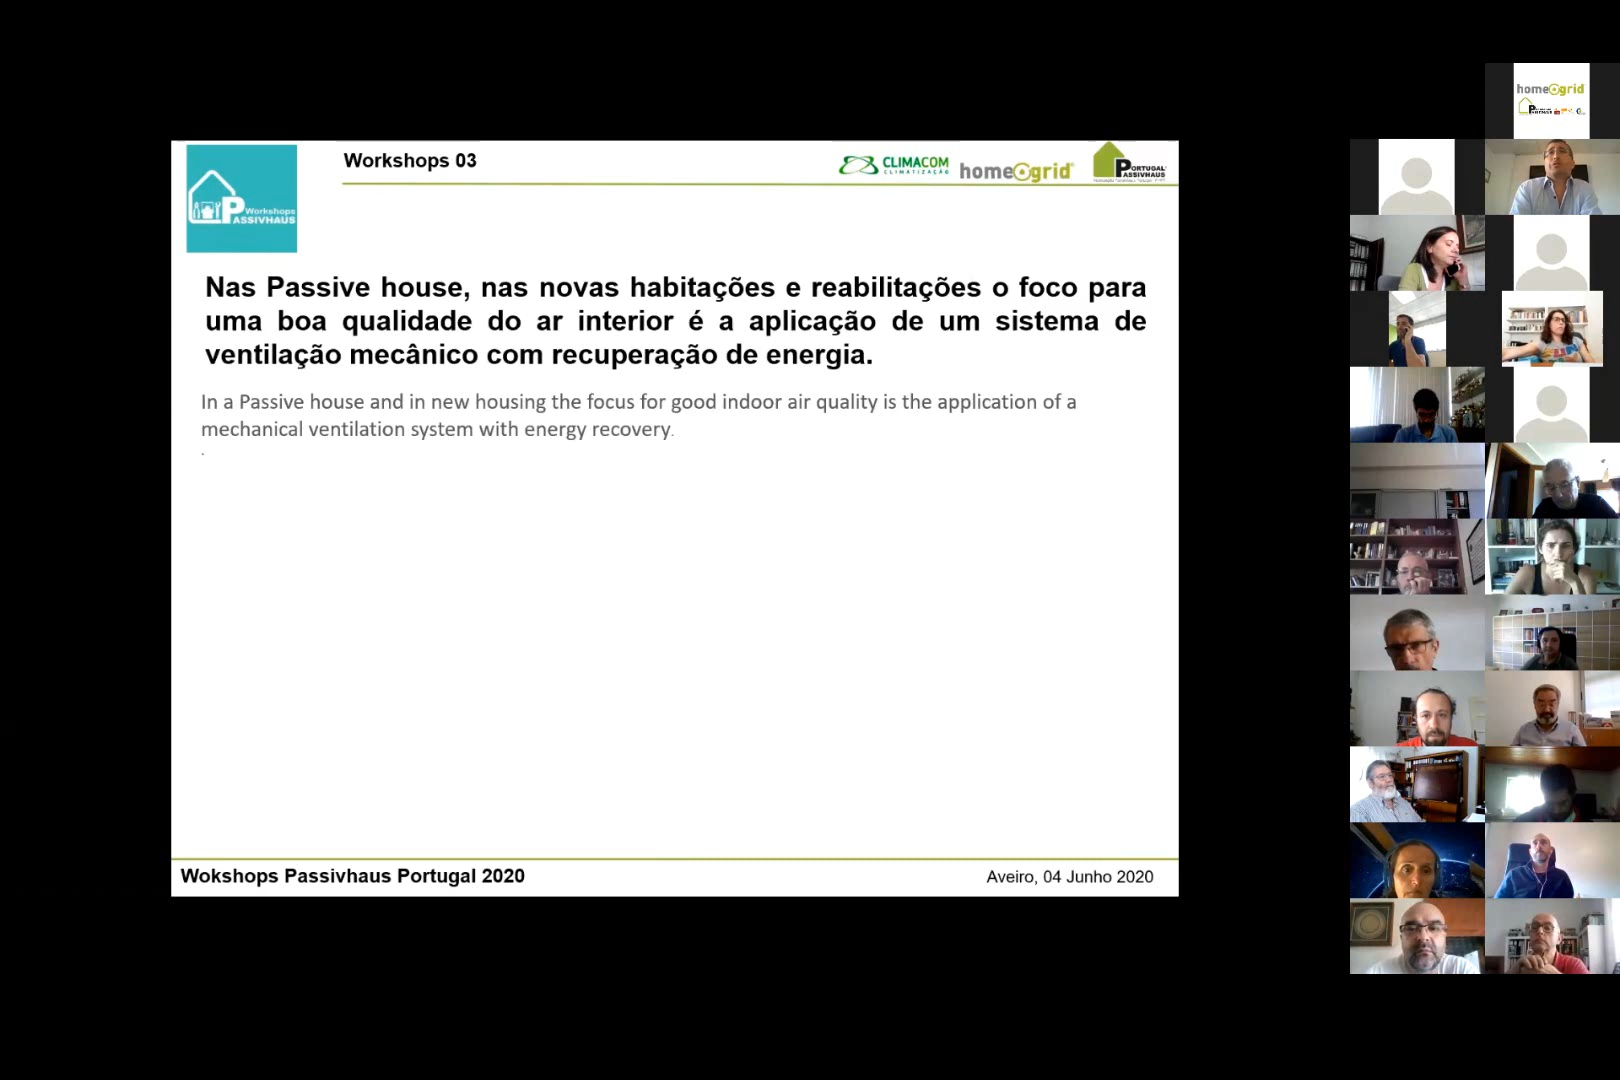 Workshops 03
CLIMACOM
CLIMATIZAÇÃO
homegrid
PORTUGAL
PASSIVHAUS
Workshops
PASSIVHAUS
Nas Passive house, nas novas habitações e reabilitações o foco para
uma boa qualidade do ar interior é a aplicação de um sistema de
ventilação mecânico com recuperação de energia.
In a Passive house and in new housing the focus for good indoor air quality is the application of a
mechanical ventilation system with energy recovery.
.
Wokshops Passivhaus Portugal 2020
Aveiro, 04 Junho 2020
homegrid